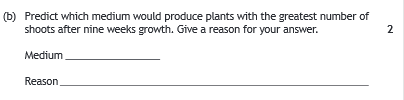 (b) Predict which medium would produce plants with the greatest number of
shoots after nine weeks growth. Give a reason for your answer. 2
Medium
Reason